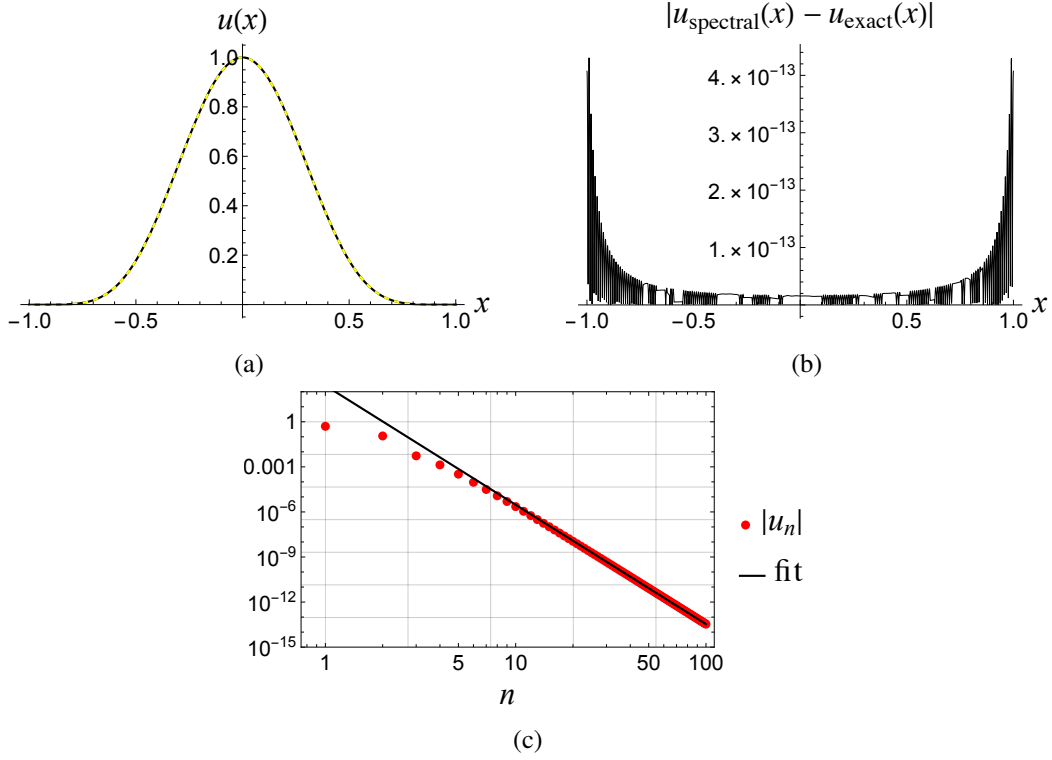 u(x)
1.0
0.8
0.6
0.4
0.2
−1.0 −0.5 0.5 1.0 x
(a)
|u_spectral(x) − u_exact(x)|
4.×10⁻¹³
3.×10⁻¹³
2.×10⁻¹³
1.×10⁻¹³
−1.0 −0.5 0.5 1.0 x
(b)
1
0.001
10⁻⁶
10⁻⁹
10⁻¹²
10⁻¹⁵
1 5 10 50 100
n
|uₙ|
fit
(c)